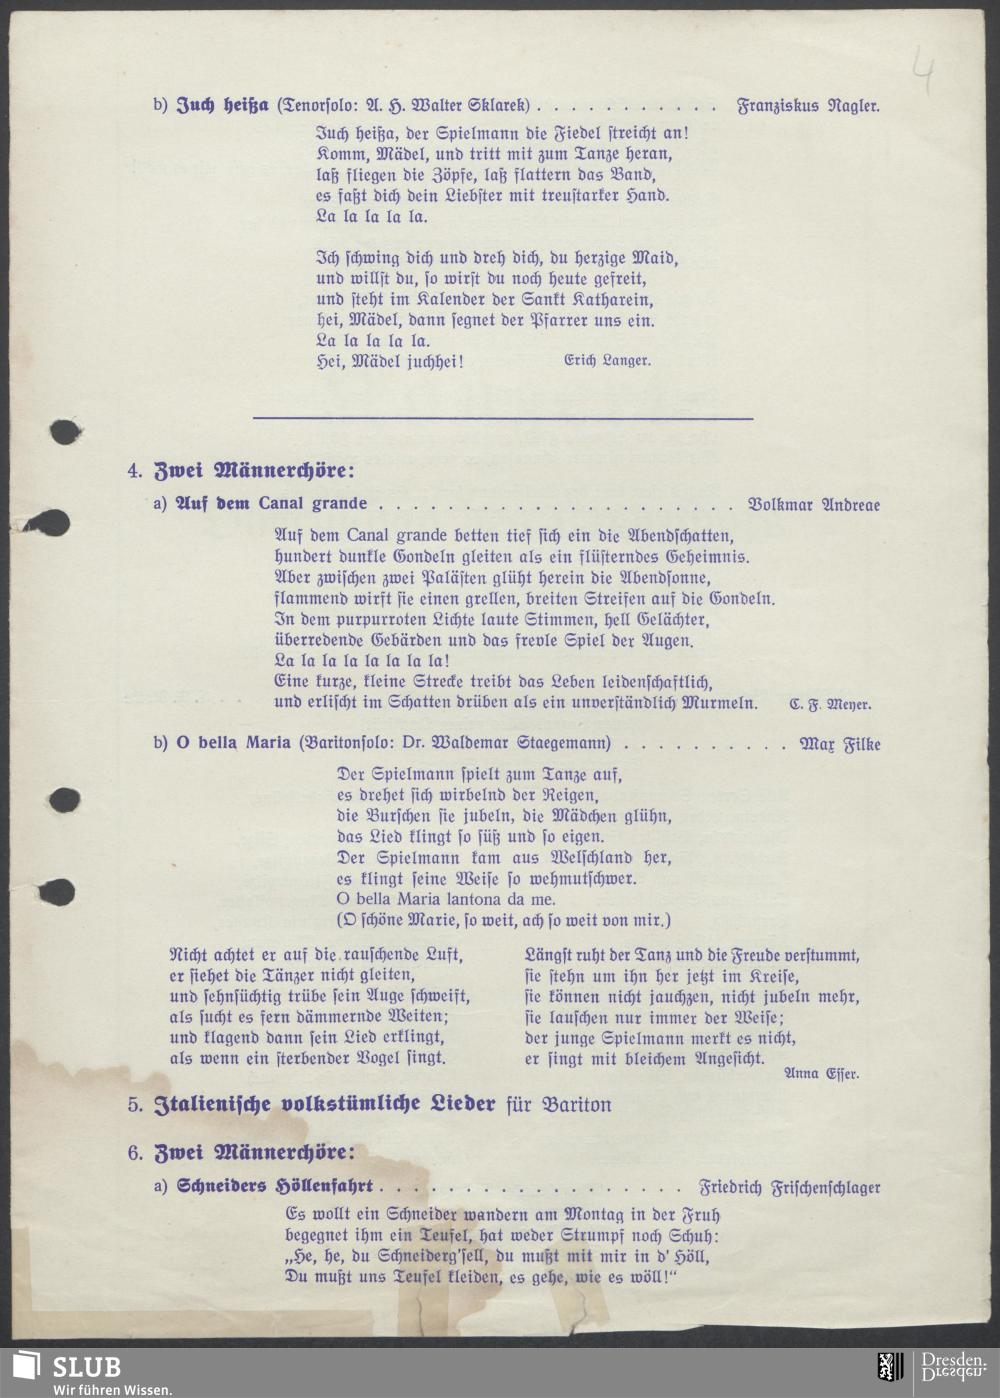 4
b) Juch heißa (Tenorsolo: A. H. Walter Sklarek) . . . . . . . . . . . Franziskus Nagler.
Juch heißa, der Spielmann die Fiedel streicht an!
Komm, Mädel, und tritt mit zum Tanze heran,
laß fliegen die Zöpfe, laß flattern das Band,
es faßt dich dein Liebster mit treustarker Hand.
La la la la la.
Ich schwing dich und dreh dich, du herzige Maid,
und willst du, so wirst du noch heute gefreit,
und steht im Kalender der Sankt Katharein,
hei, Mädel, dann segnet der Pfarrer uns ein.
La la la la la.
Hei, Mädel juchhei! Erich Langer.
4. Zwei Männerchöre:
a) Auf dem Canal grande . . . . . . . . . . . . . . . . . . . . . . Volkmar Andreae
Auf dem Canal grande betten tief sich ein die Abendschatten,
hundert dunkle Gondeln gleiten als ein flüsterndes Geheimnis.
Aber zwischen zwei Palästen glüht herein die Abendsonne,
flammend wirft sie einen grellen, breiten Streifen auf die Gondeln.
In dem purpurroten Lichte laute Stimmen, hell Gelächter,
überredende Gebärden und das frevle Spiel der Augen.
La la la la la la la la!
Eine kurze, kleine Strecke treibt das Leben leidenschaftlich,
und erlischt im Schatten drüben als ein unverständlich Murmeln. C. F. Meyer.
b) O bella Maria (Baritonsolo: Dr. Waldemar Staegemann) . . . . . . . . . . Max Filke
Der Spielmann spielt zum Tanze auf,
es drehet sich wirbelnd der Reigen,
die Burschen sie jubeln, die Mädchen glühn,
das Lied klingt so süß und so eigen.
Der Spielmann kam aus Welschland her,
es klingt seine Weise so wehmutschwer.
O bella Maria lantona da me.
(O schöne Marie, so weit, ach so weit von mir.)
Nicht achtet er auf die rauschende Luft,
er siehet die Tänzer nicht gleiten,
und sehnsüchtig trübe sein Auge schweift,
als sucht es fern dämmernde Weiten;
und klagend dann sein Lied erklingt,
als wenn ein sterbender Vogel singt.
Längst ruht der Tanz und die Freude verstummt,
sie stehn um ihn her jetzt im Kreise,
sie können nicht jauchzen, nicht jubeln mehr,
sie lauschen nur immer der Weise;
der junge Spielmann merkt es nicht,
er singt mit bleichem Angesicht.
Anna Esser.
5. Italienische volkstümliche Lieder für Bariton
6. Zwei Männerchöre:
a) Schneiders Höllenfahrt . . . . . . . . . . . . . . . . . . . Friedrich Frischenschlager
Es wollt ein Schneider wandern am Montag in der Fruh
begegnet ihm ein Teufel, hat weder Strumpf noch Schuh:
„He, he, du Schneiderg'sell, du mußt mit mir in d' Höll,
Du mußt uns Teufel kleiden, es gehe, wie es wöll!“
SLUB
Wir führen Wissen.
Dresden.
Dresden.